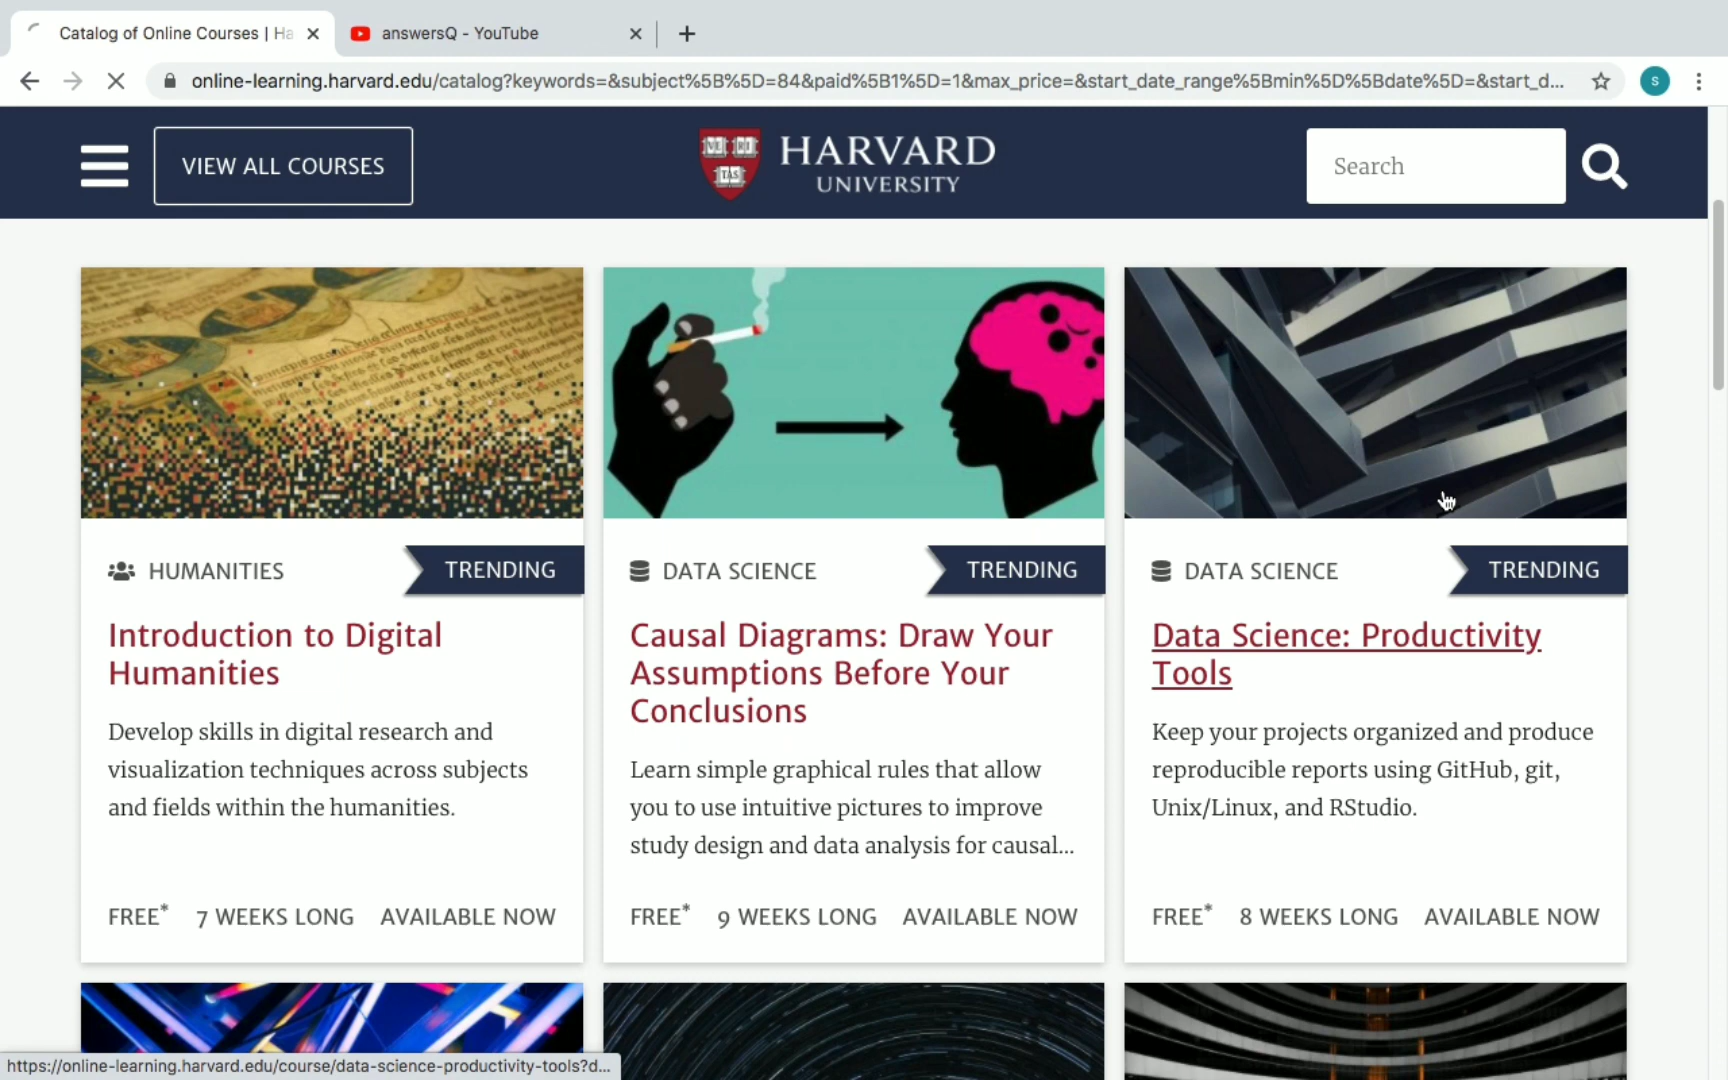 Catalog of Online Courses | Ha
answersQ - YouTube
online-learning.harvard.edu/catalog?keywords=&subject%5B%5D=84&paid%5B1%5D=1&max_price=&start_date_range%5Bmin%5D%5Bdate%5D=&start_d...
S
VIEW ALL COURSES
VE RI
TAS
HARVARD
UNIVERSITY
Search
HUMANITIES
TRENDING
Introduction to Digital
Humanities
Develop skills in digital research and
visualization techniques across subjects
and fields within the humanities.
FREE* 7 WEEKS LONG AVAILABLE NOW
DATA SCIENCE
TRENDING
Causal Diagrams: Draw Your
Assumptions Before Your
Conclusions
Learn simple graphical rules that allow
you to use intuitive pictures to improve
study design and data analysis for causal...
FREE* 9 WEEKS LONG AVAILABLE NOW
DATA SCIENCE
TRENDING
Data Science: Productivity
Tools
Keep your projects organized and produce
reproducible reports using GitHub, git,
Unix/Linux, and RStudio.
FREE* 8 WEEKS LONG AVAILABLE NOW
https://online-learning.harvard.edu/course/data-science-productivity-tools?d...